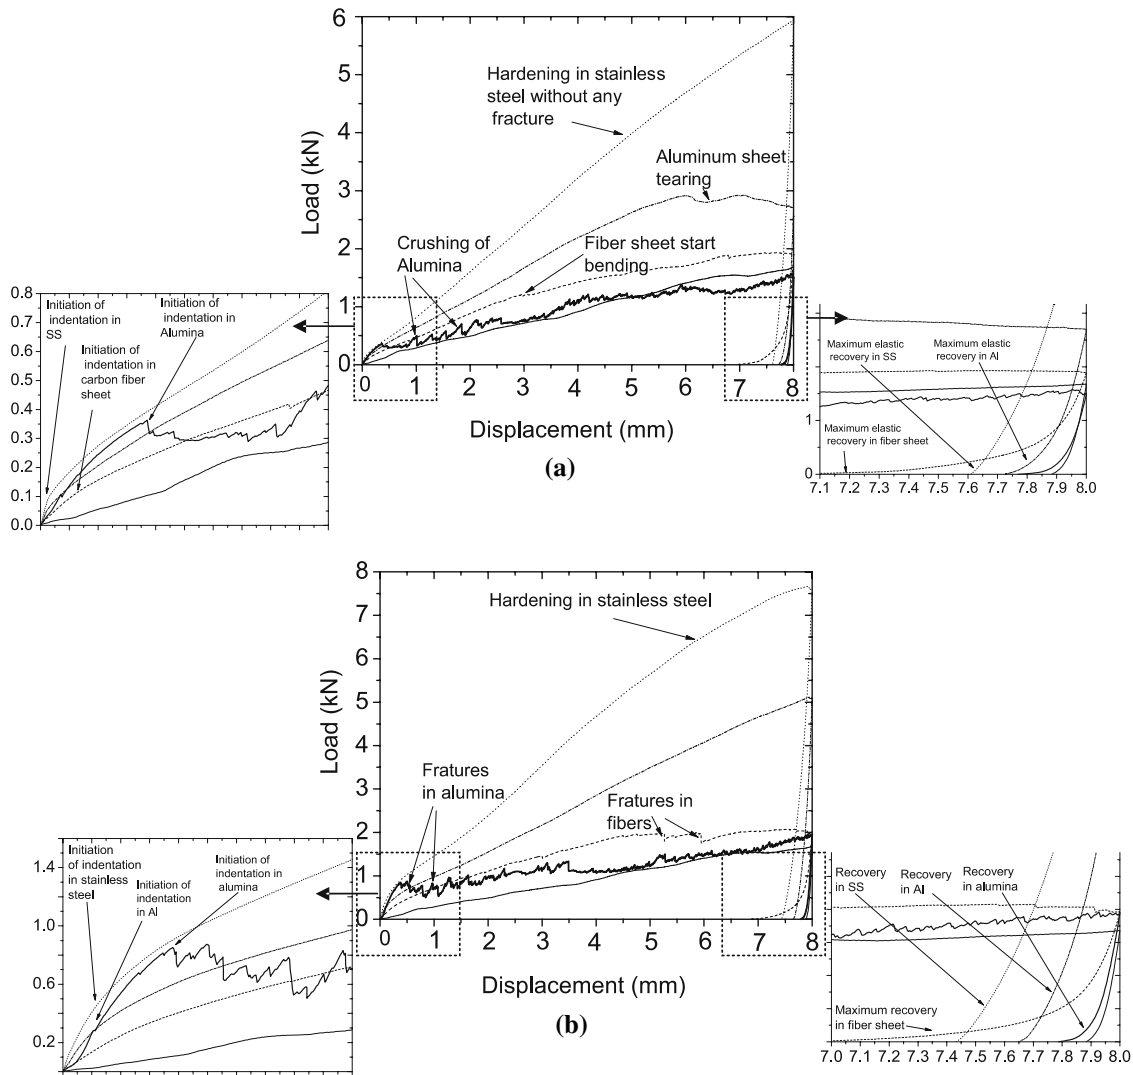 6
5
4
3
2
1
0
Load (kN)
Hardening in stainless
steel without any
fracture
Aluminum sheet
tearing
Crushing of
Alumina
Fiber sheet start
bending
0 1 2 3 4 5 6 7 8
Displacement (mm)
(a)
0.8
0.7
0.6
0.5
0.4
0.3
0.2
0.1
0.0
Initiation of
indentation in
SS
Initiation of
indentation in
Alumina
Initiation of
indentation in
carbon fiber
sheet
Maximum elastic
recovery in SS
Maximum elastic
recovery in Al
Maximum elastic
recovery in fiber sheet
1
0
7.1 7.2 7.3 7.4 7.5 7.6 7.7 7.8 7.9 8.0
8
7
6
5
4
3
2
1
0
Load (kN)
Hardening in stainless steel
Fratures
in alumina
Fratures in
fibers
0 1 2 3 4 5 6 7 8
Displacement (mm)
(b)
1.4
1.0
0.6
0.2
Initiation
of indentation
in stainless
steel
Initiation of
indentation
in Al
Initiation of
indentation in
alumina
Recovery
in SS
Recovery
in Al
Recovery
in alumina
Maximum recovery
in fiber sheet
7.0 7.1 7.2 7.3 7.4 7.5 7.6 7.7 7.8 7.9 8.0